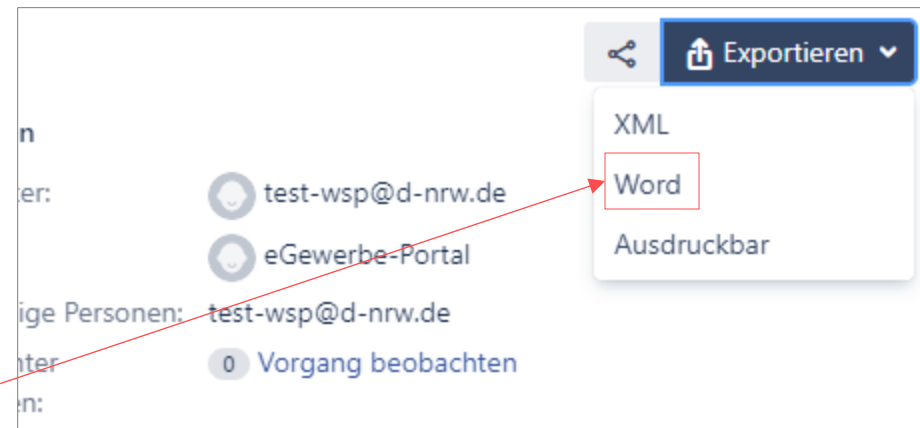 Exportieren
XML
Word
Ausdruckbar
n
er:
test-wsp@d-nrw.de
eGewerbe-Portal
ige Personen: test-wsp@d-nrw.de
nter
0 Vorgang beobachten
en: